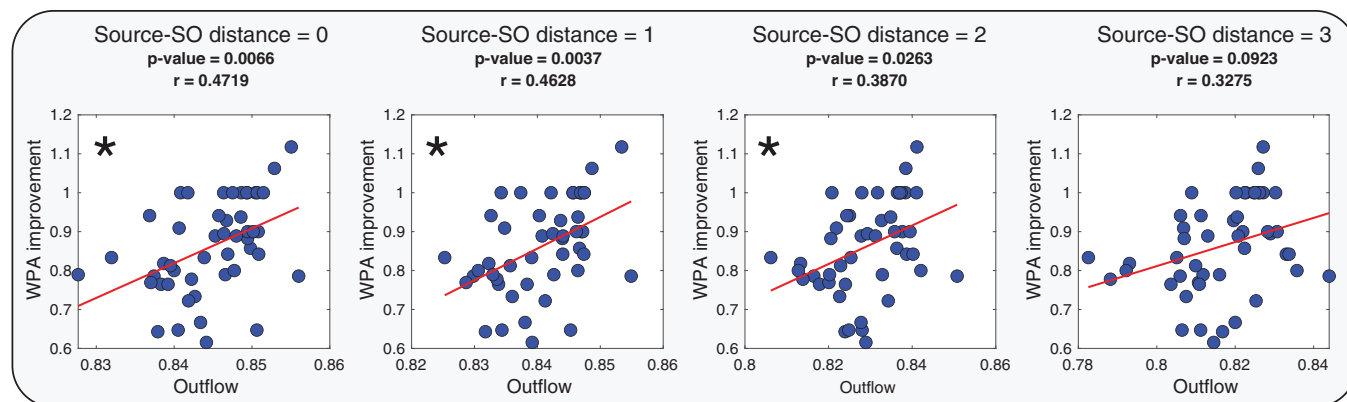 Source-SO distance = 0
p-value = 0.0066
r = 0.4719
*
WPA improvement
1.2
1.1
1
0.9
0.8
0.7
0.6
0.83 0.84 0.85 0.86
Outflow
Source-SO distance = 1
p-value = 0.0037
r = 0.4628
*
WPA improvement
1.2
1.1
1
0.9
0.8
0.7
0.6
0.82 0.83 0.84 0.85 0.86
Outflow
Source-SO distance = 2
p-value = 0.0263
r = 0.3870
*
WPA improvement
1.2
1.1
1
0.9
0.8
0.7
0.6
0.8 0.82 0.84 0.86
Outflow
Source-SO distance = 3
p-value = 0.0923
r = 0.3275
WPA improvement
1.2
1.1
1
0.9
0.8
0.7
0.6
0.78 0.8 0.82 0.84
Outflow